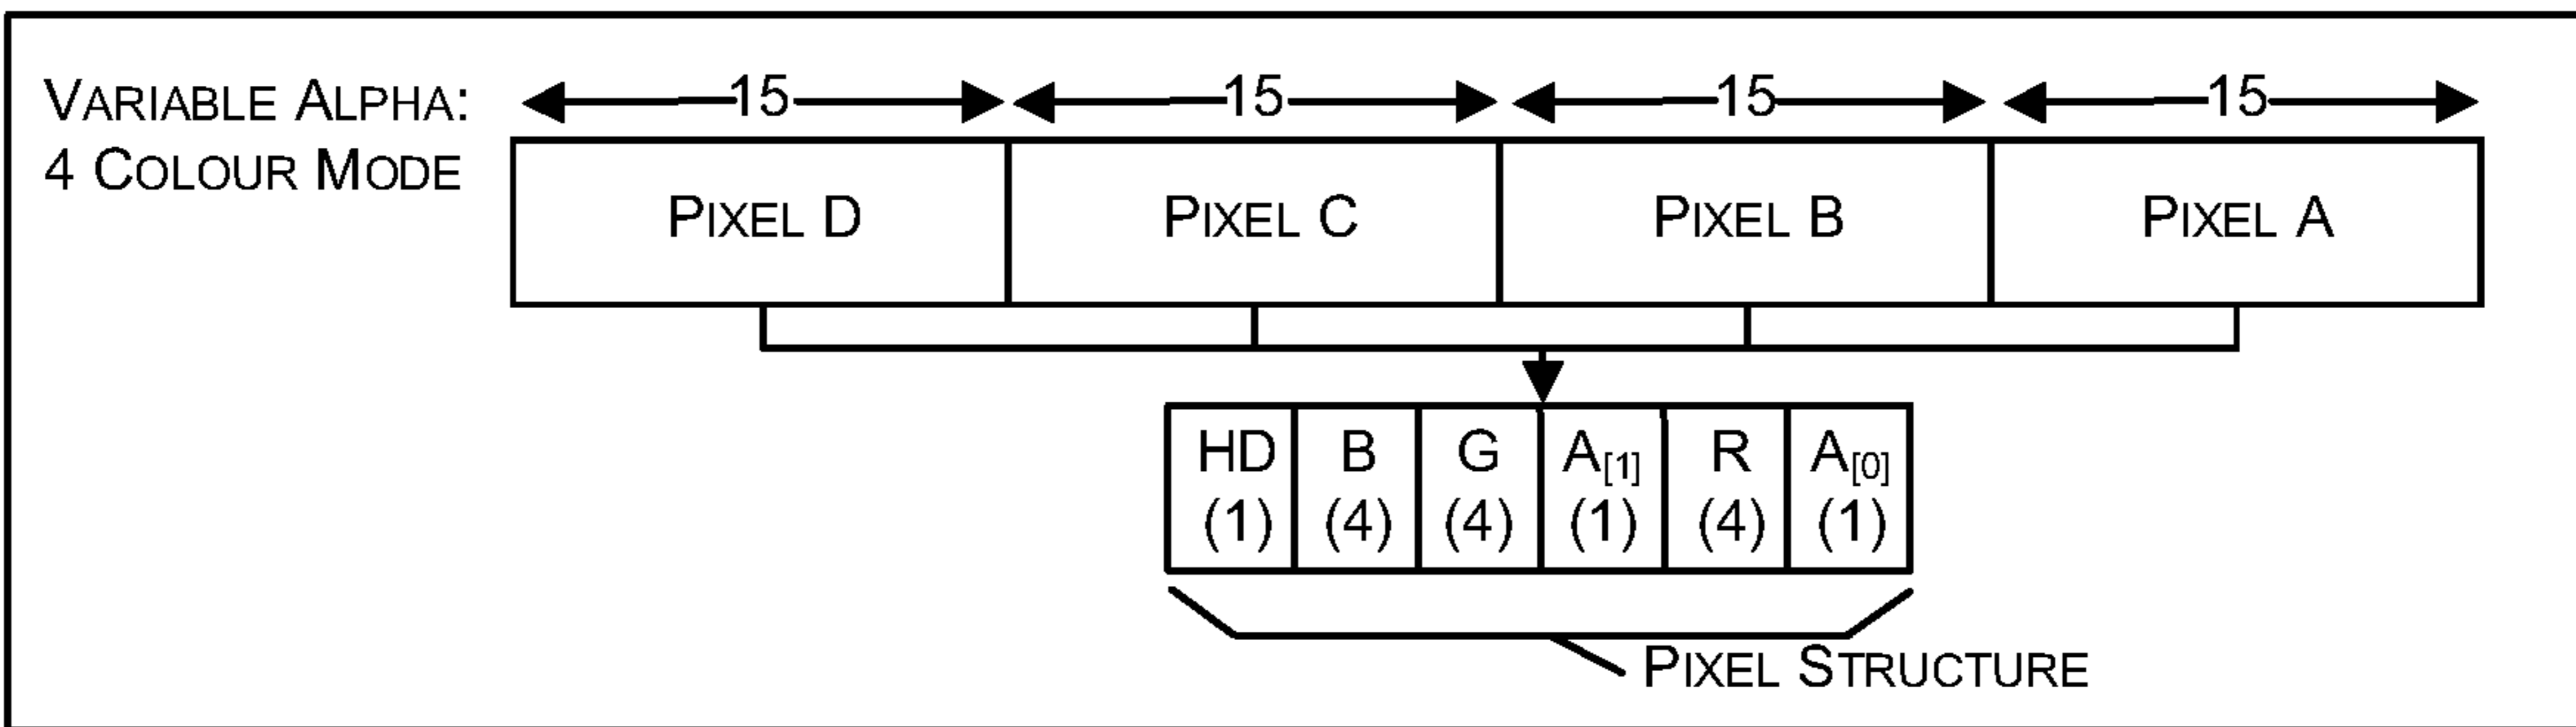 VARIABLE ALPHA:
4 COLOUR MODE
15 15 15 15
PIXEL D PIXEL C PIXEL B PIXEL A
HD B G A[1] R A[0]
(1) (4) (4) (1) (4) (1)
PIXEL STRUCTURE